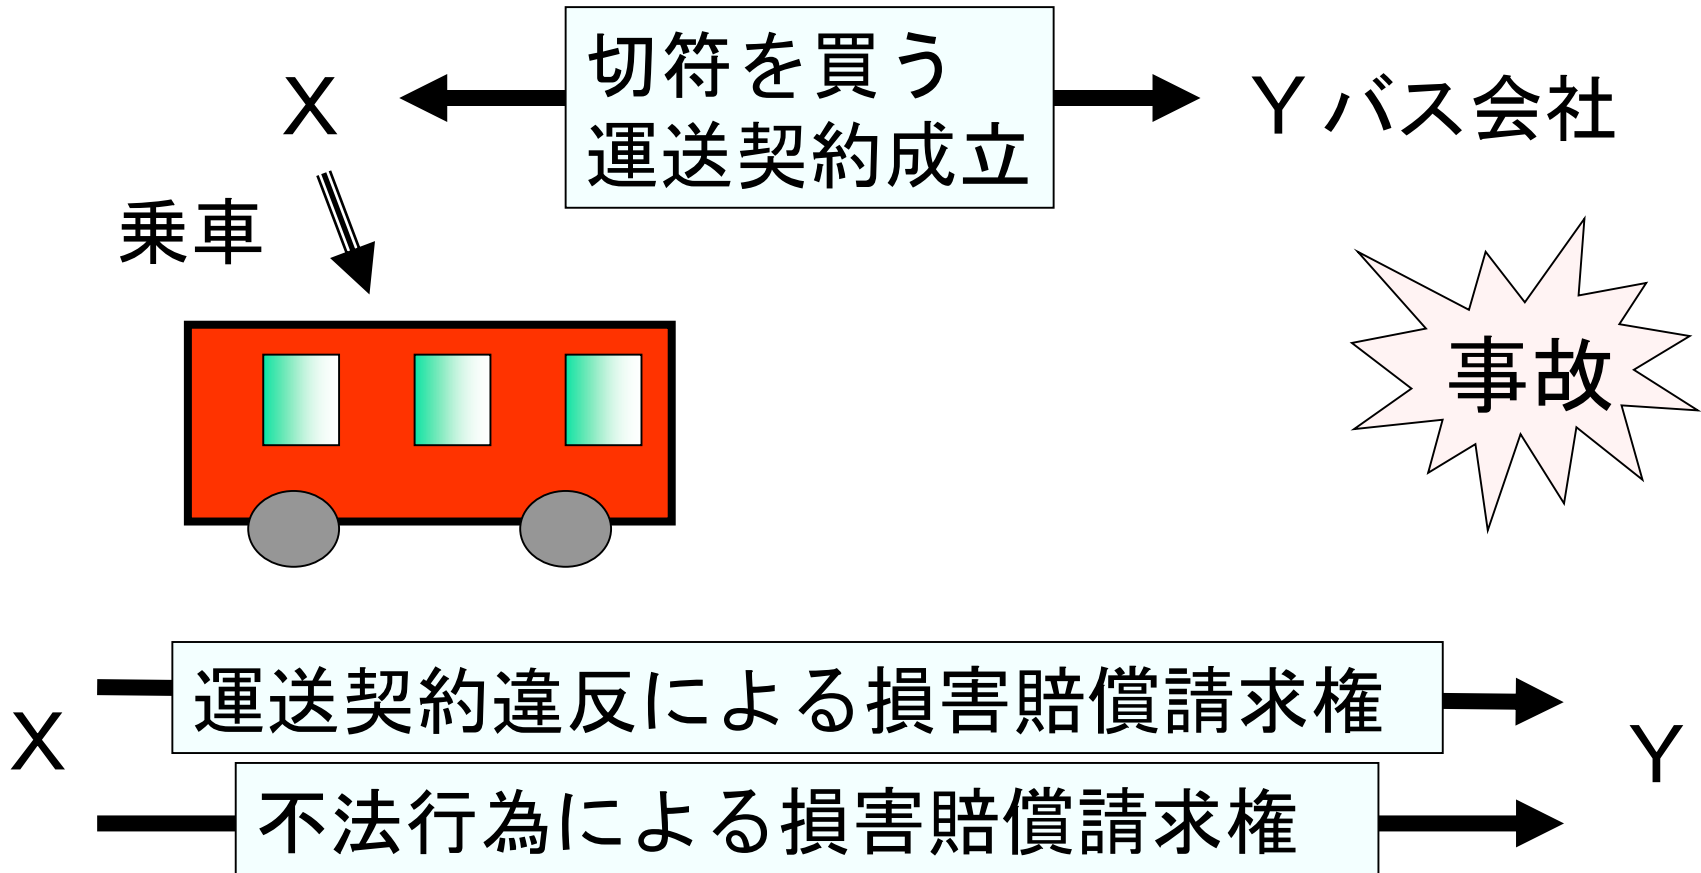 切符を買う
運送契約成立
X
Yバス会社
乗車
事故
運送契約違反による損害賠償請求権
X
Y
不法行為による損害賠償請求権